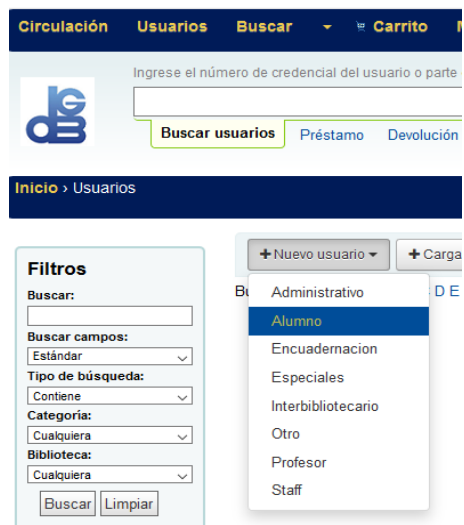 Circulación Usuarios Buscar Carrito
Ingrese el número de credencial del usuario o parte
Buscar usuarios Préstamo Devolución
Inicio › Usuarios
Filtros
Buscar:
Buscar campos:
Estándar
Tipo de búsqueda:
Contiene
Categoría:
Cualquiera
Biblioteca:
Cualquiera
Buscar Limpiar
+ Nuevo usuario + Carga
D E
Administrativo
Alumno
Encuadernacion
Especiales
Interbibliotecario
Otro
Profesor
Staff